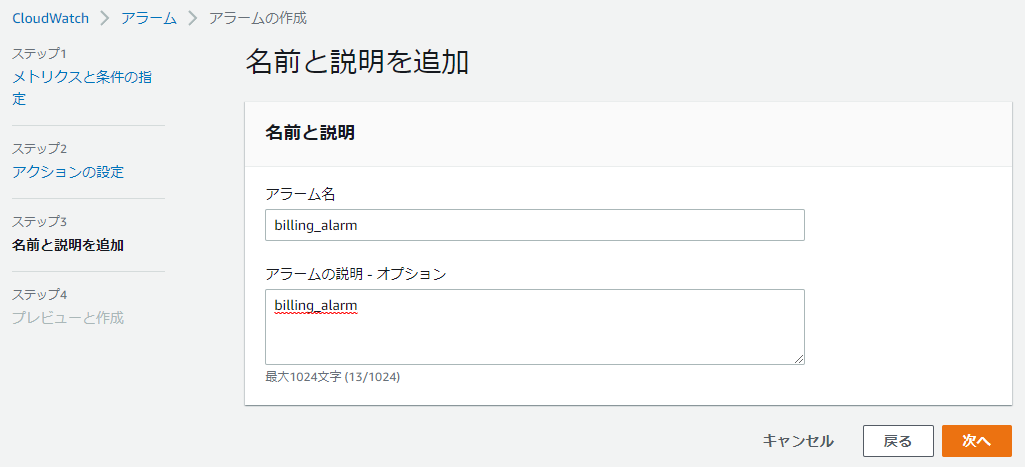 CloudWatch > アラーム > アラームの作成
ステップ1
メトリクスと条件の指
定
ステップ2
アクションの設定
ステップ3
名前と説明を追加
ステップ4
プレビューと作成
名前と説明を追加
名前と説明
アラーム名
billing_alarm
アラームの説明 - オプション
billing_alarm
最大1024文字 (13/1024)
キャンセル 戻る 次へ